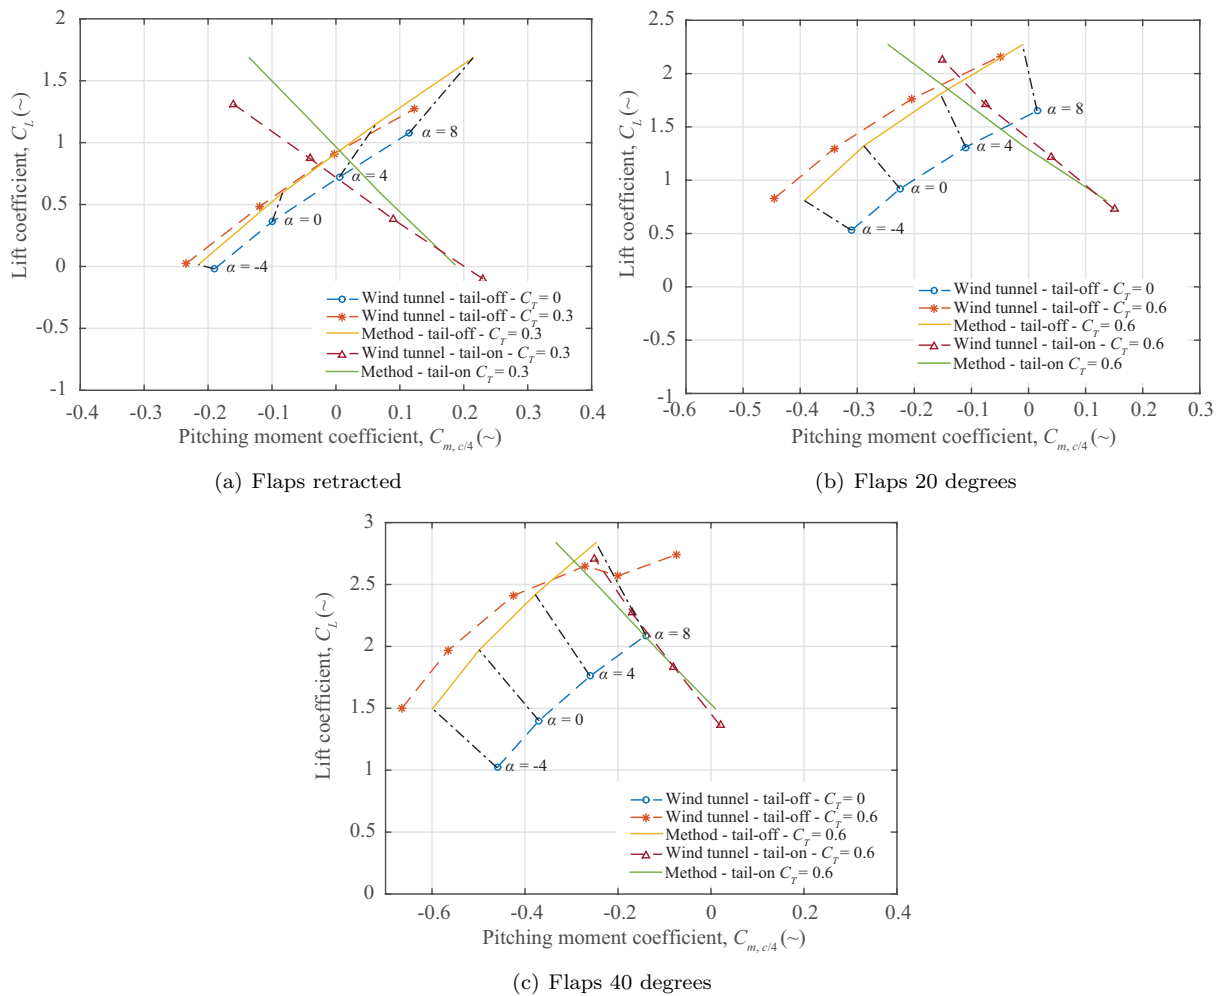 2
1.5
1
0.5
0
-0.5
-1
-0.4 -0.3 -0.2 -0.1 0 0.1 0.2 0.3 0.4
Lift coefficient, C_L (~)
Pitching moment coefficient, C_m, c/4 (~)
α = 8
α = 4
α = 0
α = -4
Wind tunnel - tail-off - C_T = 0
Wind tunnel - tail-off - C_T = 0.3
Method - tail-off - C_T = 0.3
Wind tunnel - tail-on - C_T = 0.3
Method - tail-on C_T = 0.3
(a) Flaps retracted
2.5
2
1.5
1
0.5
0
-0.5
-1
-0.6 -0.5 -0.4 -0.3 -0.2 -0.1 0 0.1 0.2 0.3
Lift coefficient, C_L (~)
Pitching moment coefficient, C_m, c/4 (~)
α = 8
α = 4
α = 0
α = -4
Wind tunnel - tail-off - C_T = 0
Wind tunnel - tail-off - C_T = 0.6
Method - tail-off - C_T = 0.6
Wind tunnel - tail-on - C_T = 0.6
Method - tail-on C_T = 0.6
(b) Flaps 20 degrees
3
2.5
2
1.5
1
0.5
0
-0.6 -0.4 -0.2 0 0.2 0.4
Lift coefficient, C_L (~)
Pitching moment coefficient, C_m, c/4 (~)
α = 8
α = 4
α = 0
α = -4
Wind tunnel - tail-off - C_T = 0
Wind tunnel - tail-off - C_T = 0.6
Method - tail-off - C_T = 0.6
Wind tunnel - tail-on - C_T = 0.6
Method - tail-on C_T = 0.6
(c) Flaps 40 degrees